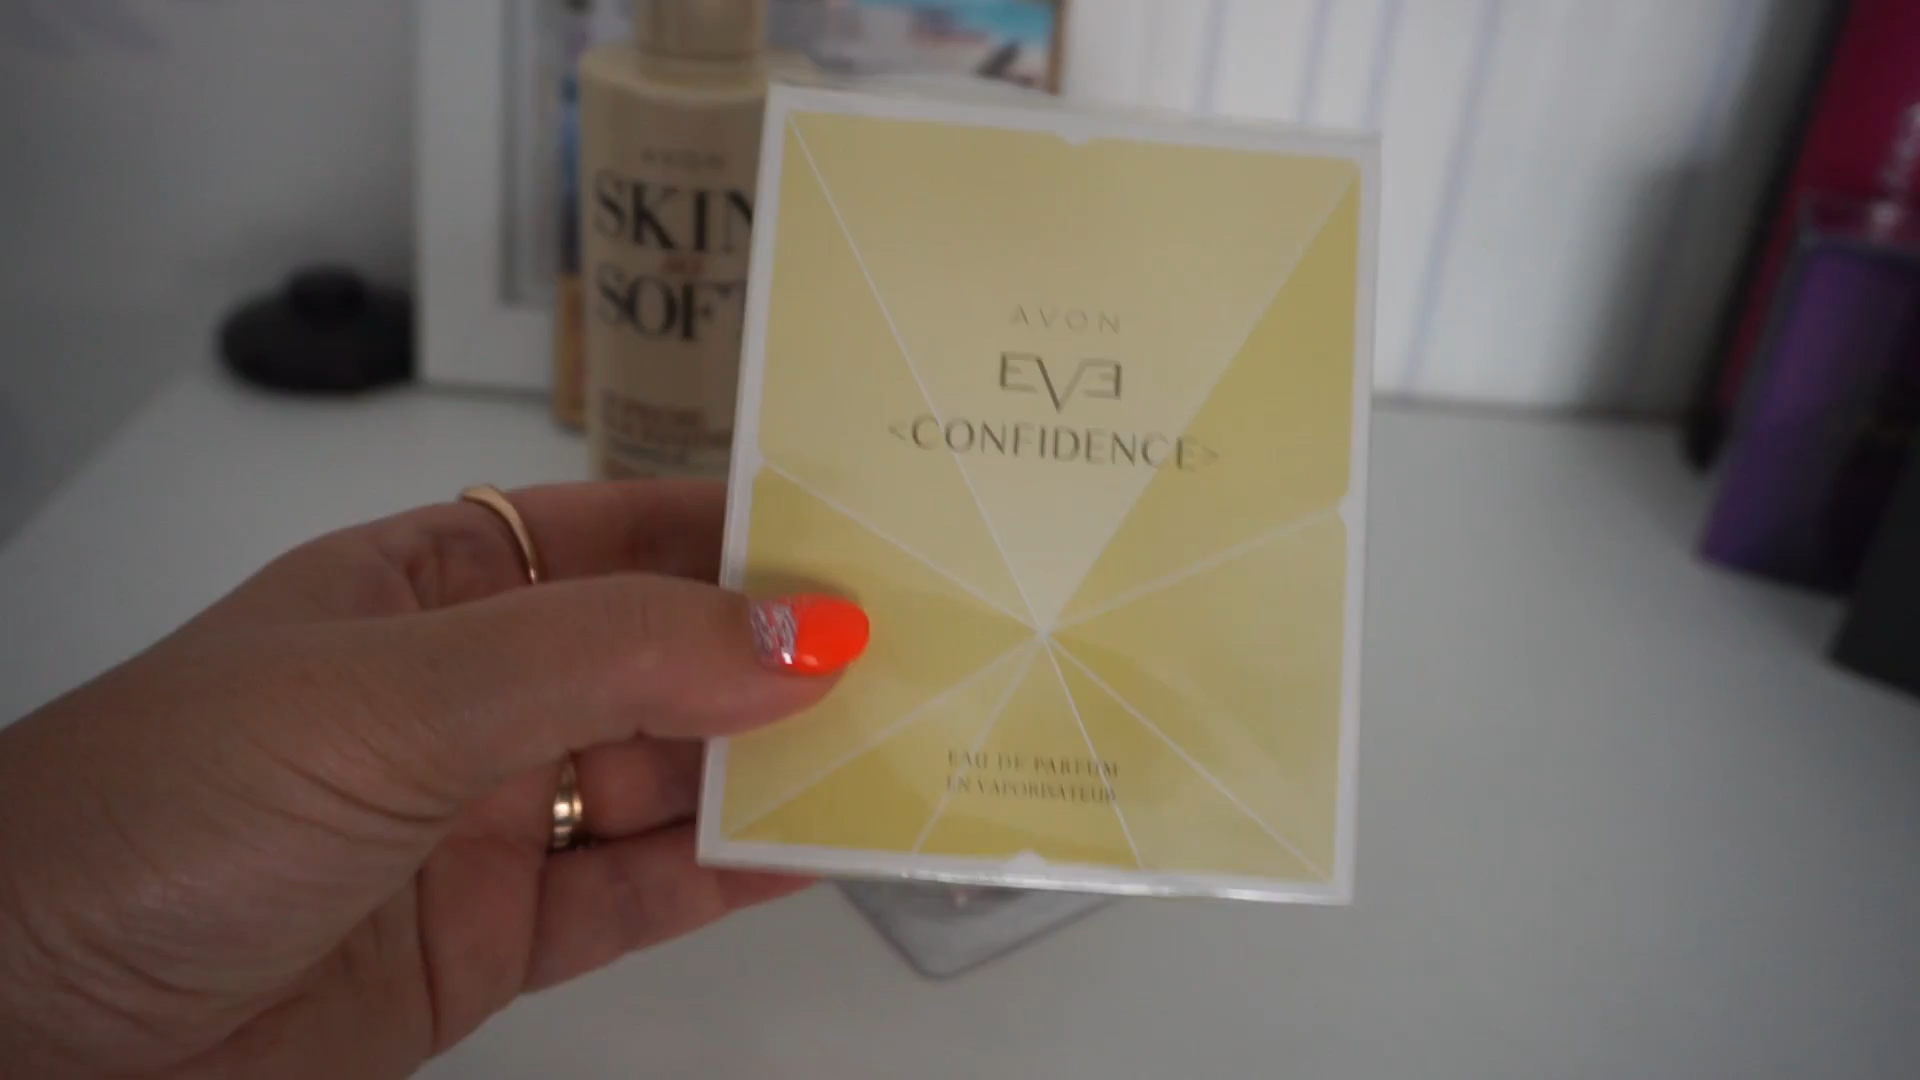 AVON
SKIN
SOFT
AVON
EVE
<CONFIDENCE>
EAU DE PARFUM
EN VAPORISATEUR